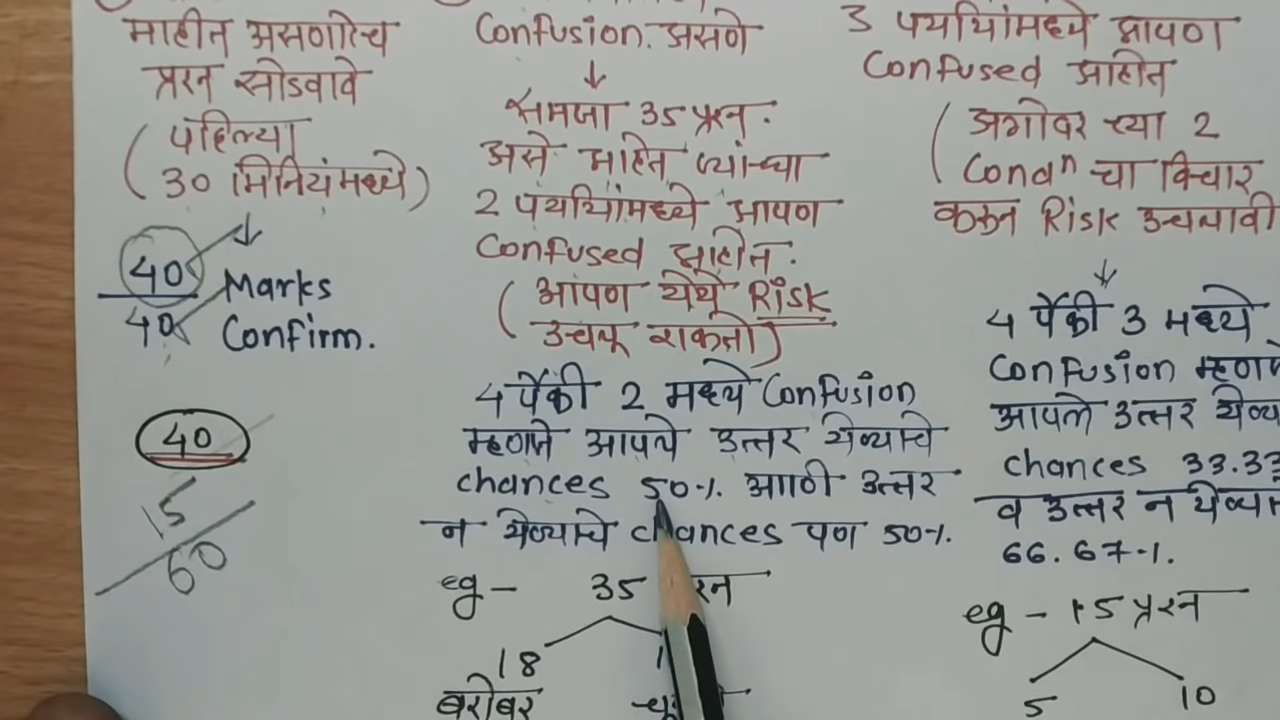 माहीत असणारेच
प्रश्न सोडवावे
( पहिल्या
30 मिनिटांमध्ये )
↓
40
40
Marks
Confirm.
40
15
60
Confusion. असणे
↓
समजा 35 प्रश्न.
असे माहित ज्यांच्या
2 पर्यायांमध्ये आपण
Confused आहोत.
( आपण येथे Risk
उचलू शकतो )
4 पैकी 2 मध्ये Confusion
म्हणजे आपले उत्तर येण्याचे
chances 50%. आणि उत्तर
न येण्याचे chances पण 50%.
eg - 35 प्रश्न
18
बरोबर
3 पर्यायांमध्ये आपण
Confused आहोत
( अगोदर च्या 2
Condn चा विचार
करून Risk उचलावी
↓
4 पैकी 3 मध्ये
Confusion
आपले उत्तर
chances 33.33
व उत्तर न
66.67%.
eg - 15 प्रश्न
5 10